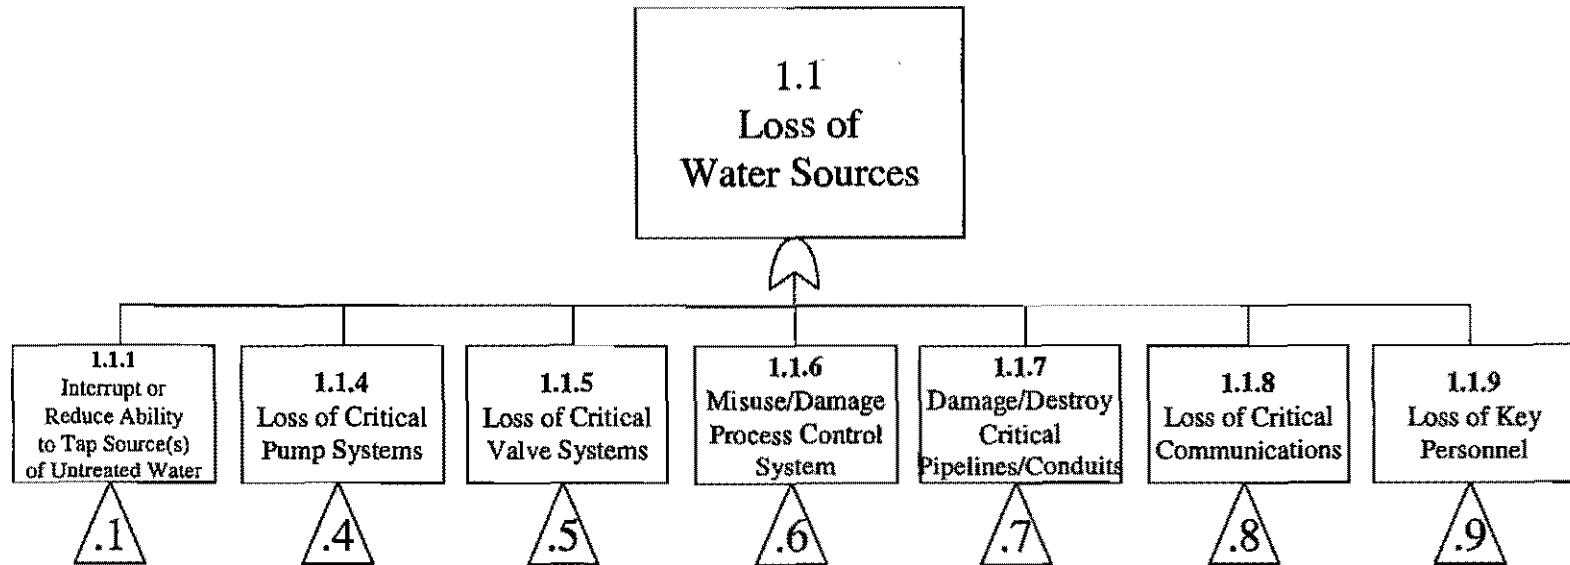 1.1
Loss of
Water Sources
1.1.1
Interrupt or
Reduce Ability
to Tap Source(s)
of Untreated Water
1.1.4
Loss of Critical
Pump Systems
1.1.5
Loss of Critical
Valve Systems
1.1.6
Misuse/Damage
Process Control
System
1.1.7
Damage/Destroy
Critical
Pipelines/Conduits
1.1.8
Loss of Critical
Communications
1.1.9
Loss of Key
Personnel
.1
.4
.5
.6
.7
.8
.9